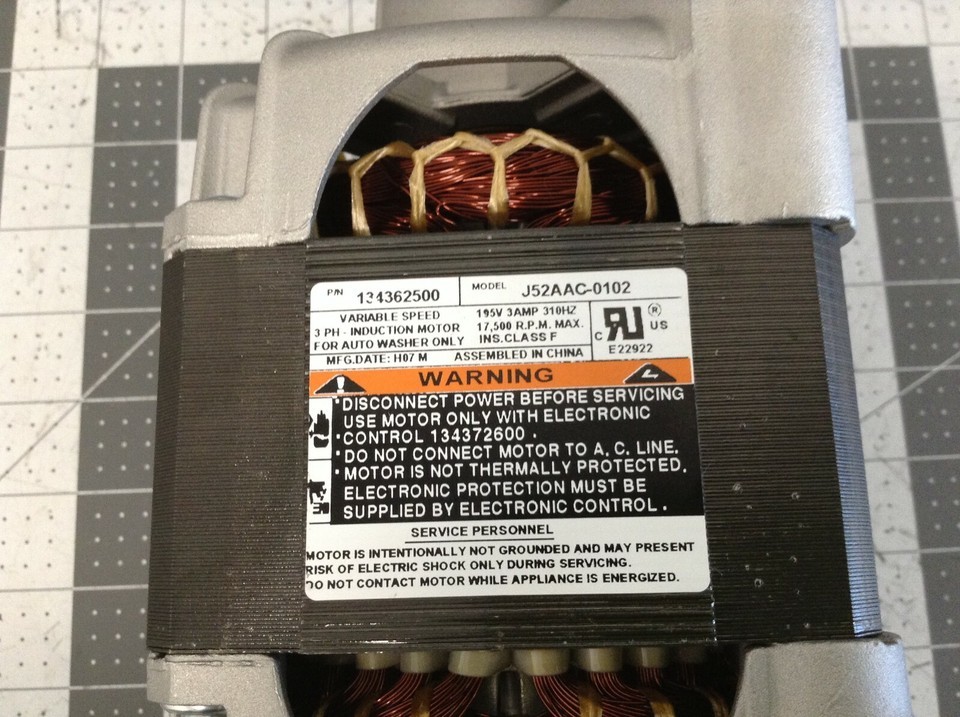 P/N 134362500
MODEL J52AAC-0102
VARIABLE SPEED
3 PH - INDUCTION MOTOR
FOR AUTO WASHER ONLY
195V 3AMP 310HZ
17,500 R.P.M. MAX.
INS.CLASS F
C RU ® US
E22922
MFG.DATE: H07 M ASSEMBLED IN CHINA
WARNING
•DISCONNECT POWER BEFORE SERVICING
USE MOTOR ONLY WITH ELECTRONIC
•CONTROL 134372600 .
•DO NOT CONNECT MOTOR TO A. C. LINE.
•MOTOR IS NOT THERMALLY PROTECTED.
ELECTRONIC PROTECTION MUST BE
SUPPLIED BY ELECTRONIC CONTROL .
SERVICE PERSONNEL
MOTOR IS INTENTIONALLY NOT GROUNDED AND MAY PRESENT
RISK OF ELECTRIC SHOCK ONLY DURING SERVICING.
DO NOT CONTACT MOTOR WHILE APPLIANCE IS ENERGIZED.